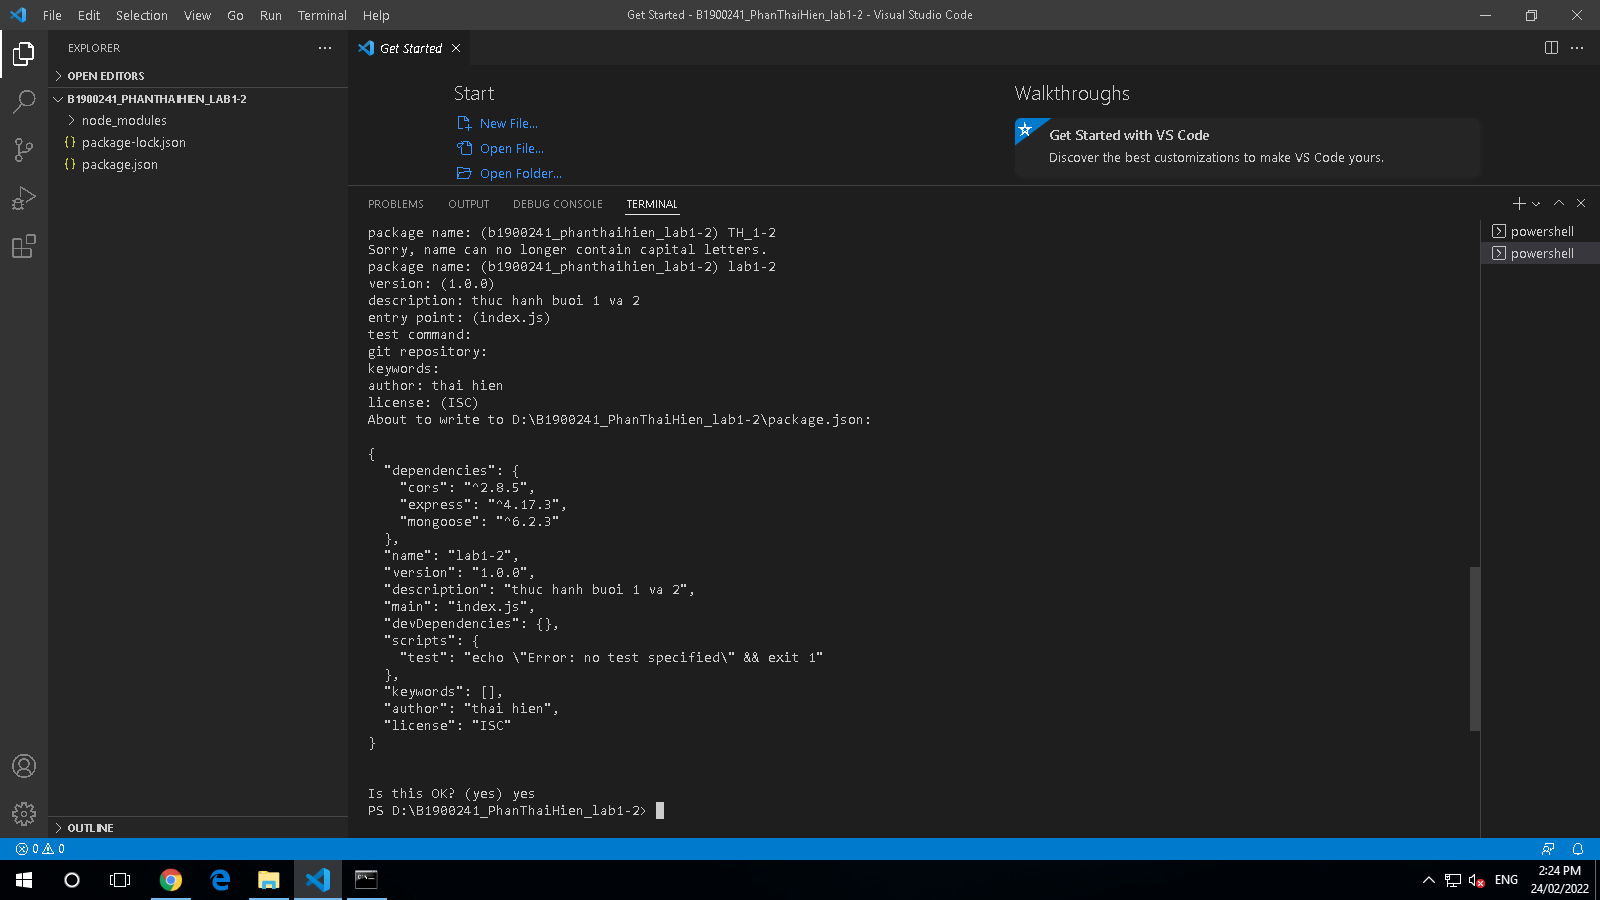 File Edit Selection View Go Run Terminal Help
Get Started - B1900241_PhanThaiHien_lab1-2 - Visual Studio Code
EXPLORER
OPEN EDITORS
B1900241_PHANTHAIHIEN_LAB1-2
node_modules
{} package-lock.json
{} package.json
OUTLINE
Get Started
Start
New File...
Open File...
Open Folder...
Walkthroughs
Get Started with VS Code
Discover the best customizations to make VS Code yours.
PROBLEMS OUTPUT DEBUG CONSOLE TERMINAL
package name: (b1900241_phanthaihien_lab1-2) TH_1-2
Sorry, name can no longer contain capital letters.
package name: (b1900241_phanthaihien_lab1-2) lab1-2
version: (1.0.0)
description: thuc hanh buoi 1 va 2
entry point: (index.js)
test command:
git repository:
keywords:
author: thai hien
license: (ISC)
About to write to D:\B1900241_PhanThaiHien_lab1-2\package.json:
{
"dependencies": {
"cors": "^2.8.5",
"express": "^4.17.3",
"mongoose": "^6.2.3"
},
"name": "lab1-2",
"version": "1.0.0",
"description": "thuc hanh buoi 1 va 2",
"main": "index.js",
"devDependencies": {},
"scripts": {
"test": "echo \"Error: no test specified\" && exit 1"
},
"keywords": [],
"author": "thai hien",
"license": "ISC"
}
Is this OK? (yes) yes
PS D:\B1900241_PhanThaiHien_lab1-2>
powershell
powershell
0 0
ENG
2:24 PM
24/02/2022